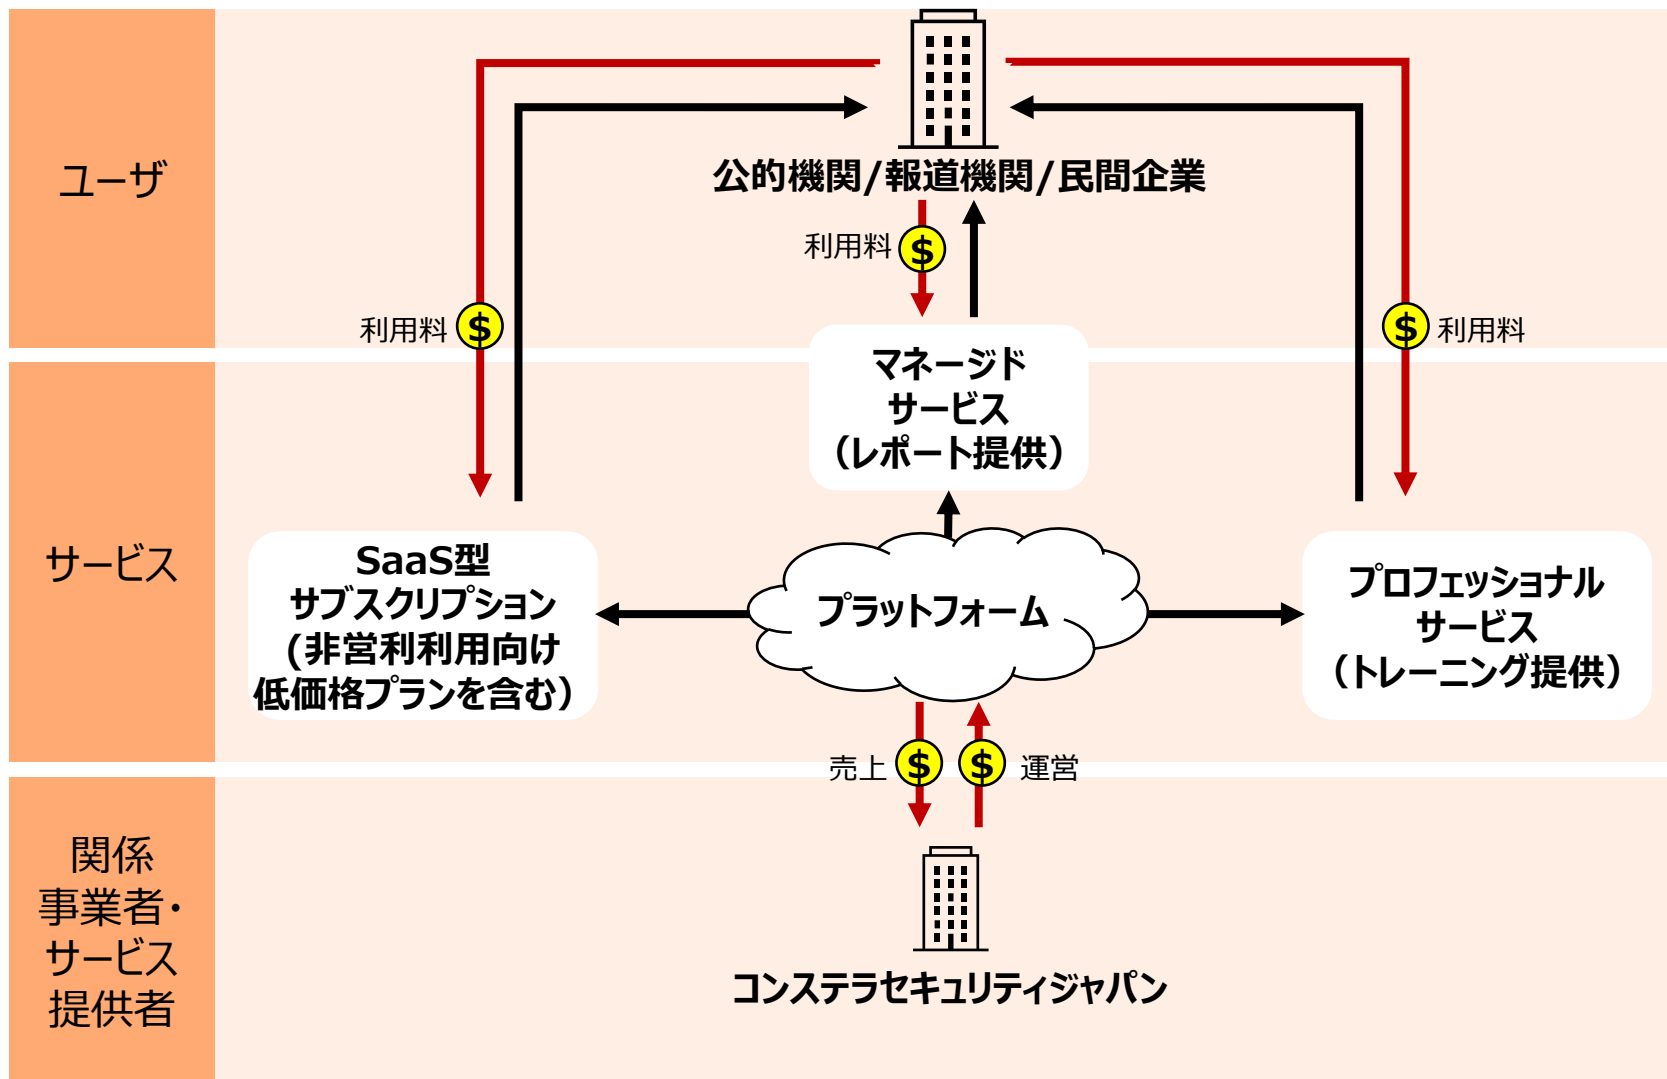 ユーザ
公的機関/報道機関/民間企業
利用料
$
利用料
$
$
利用料
サービス
マネージド
サービス
（レポート提供）
SaaS型
サブスクリプション
(非営利利用向け
低価格プランを含む）
プラットフォーム
プロフェッショナル
サービス
（トレーニング提供）
売上
$
$
運営
関係
事業者・
サービス
提供者
コンステラセキュリティジャパン